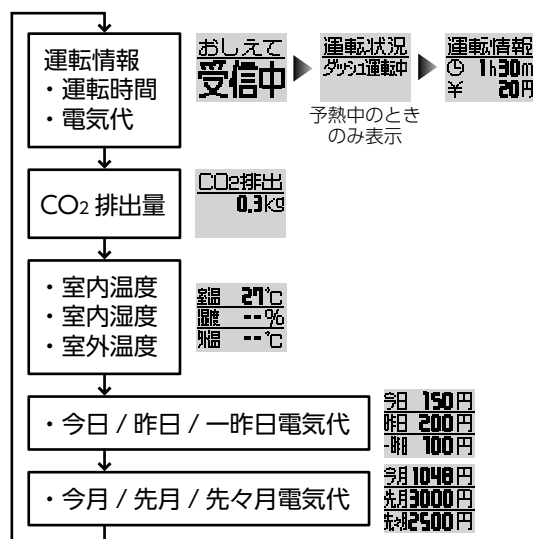 運転情報
・運転時間
・電気代
おしえて
受信中
運転状況
ダッシュ運転中
予熱中のとき
のみ表示
運転情報
1h30m
¥ 20円
CO2 排出量
CO2排出
0.3kg
・室内温度
・室内湿度
・室外温度
室温 27℃
湿度 --%
外温 --℃
・今日 / 昨日 / 一昨日電気代
今日 150円
昨日 200円
一昨日 100円
・今月 / 先月 / 先々月電気代
今月1048円
先月3000円
先々月2500円